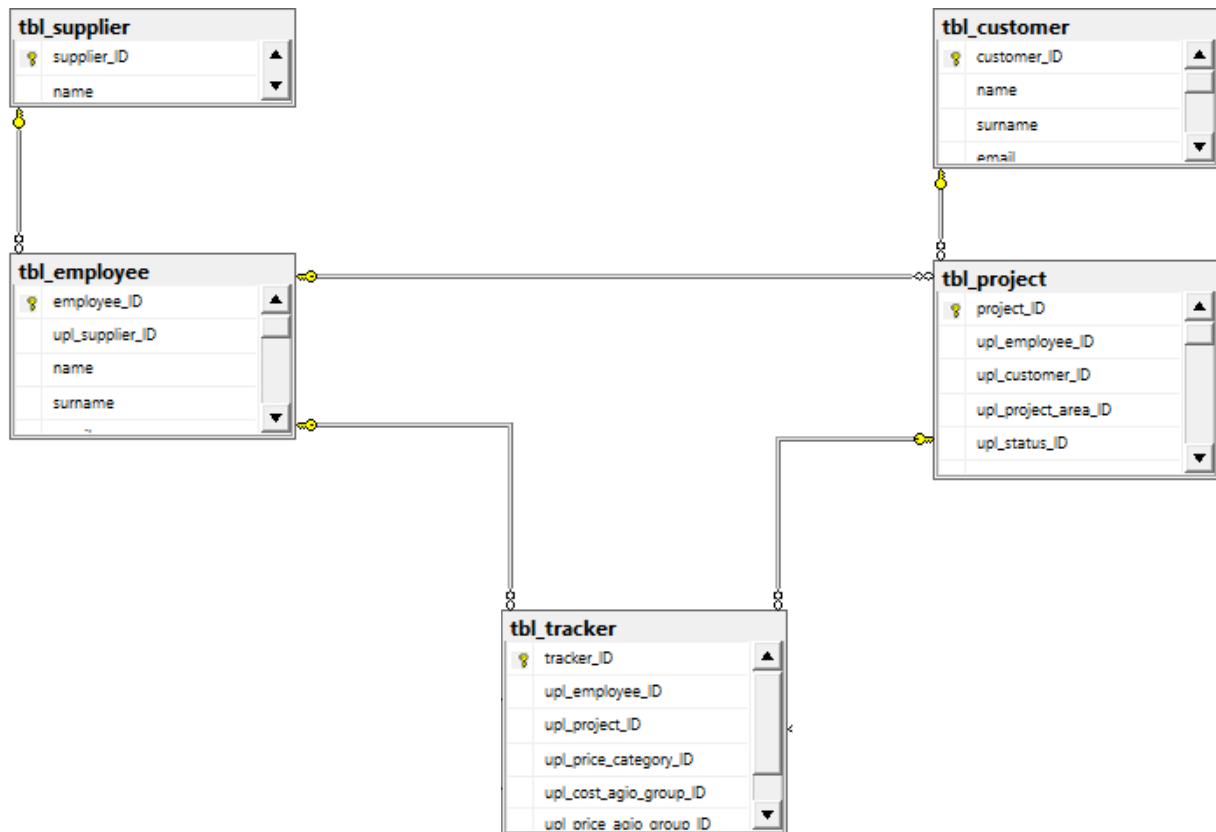 tbl_supplier
supplier_ID
name
tbl_customer
customer_ID
name
surname
email
tbl_employee
employee_ID
upl_supplier_ID
name
surname
tbl_project
project_ID
upl_employee_ID
upl_customer_ID
upl_project_area_ID
upl_status_ID
tbl_tracker
tracker_ID
upl_employee_ID
upl_project_ID
upl_price_category_ID
upl_cost_agio_group_ID
upl_price_agio_group_ID